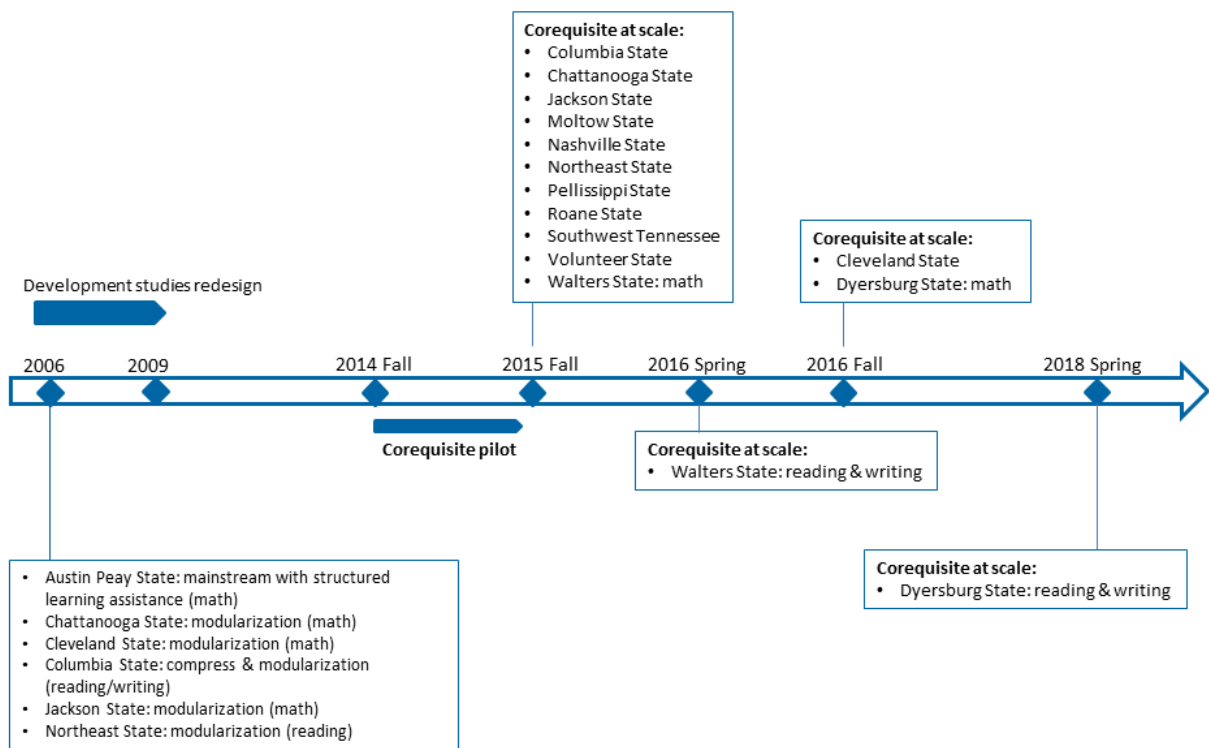 Corequisite at scale:
• Columbia State
• Chattanooga State
• Jackson State
• Moltow State
• Nashville State
• Northeast State
• Pellissippi State
• Roane State
• Southwest Tennessee
• Volunteer State
• Walters State: math
Corequisite at scale:
• Cleveland State
• Dyersburg State: math
Development studies redesign
2006
2009
2014 Fall
2015 Fall
2016 Spring
2016 Fall
2018 Spring
Corequisite pilot
Corequisite at scale:
• Walters State: reading & writing
Corequisite at scale:
• Dyersburg State: reading & writing
• Austin Peay State: mainstream with structured
learning assistance (math)
• Chattanooga State: modularization (math)
• Cleveland State: modularization (math)
• Columbia State: compress & modularization
(reading/writing)
• Jackson State: modularization (math)
• Northeast State: modularization (reading)